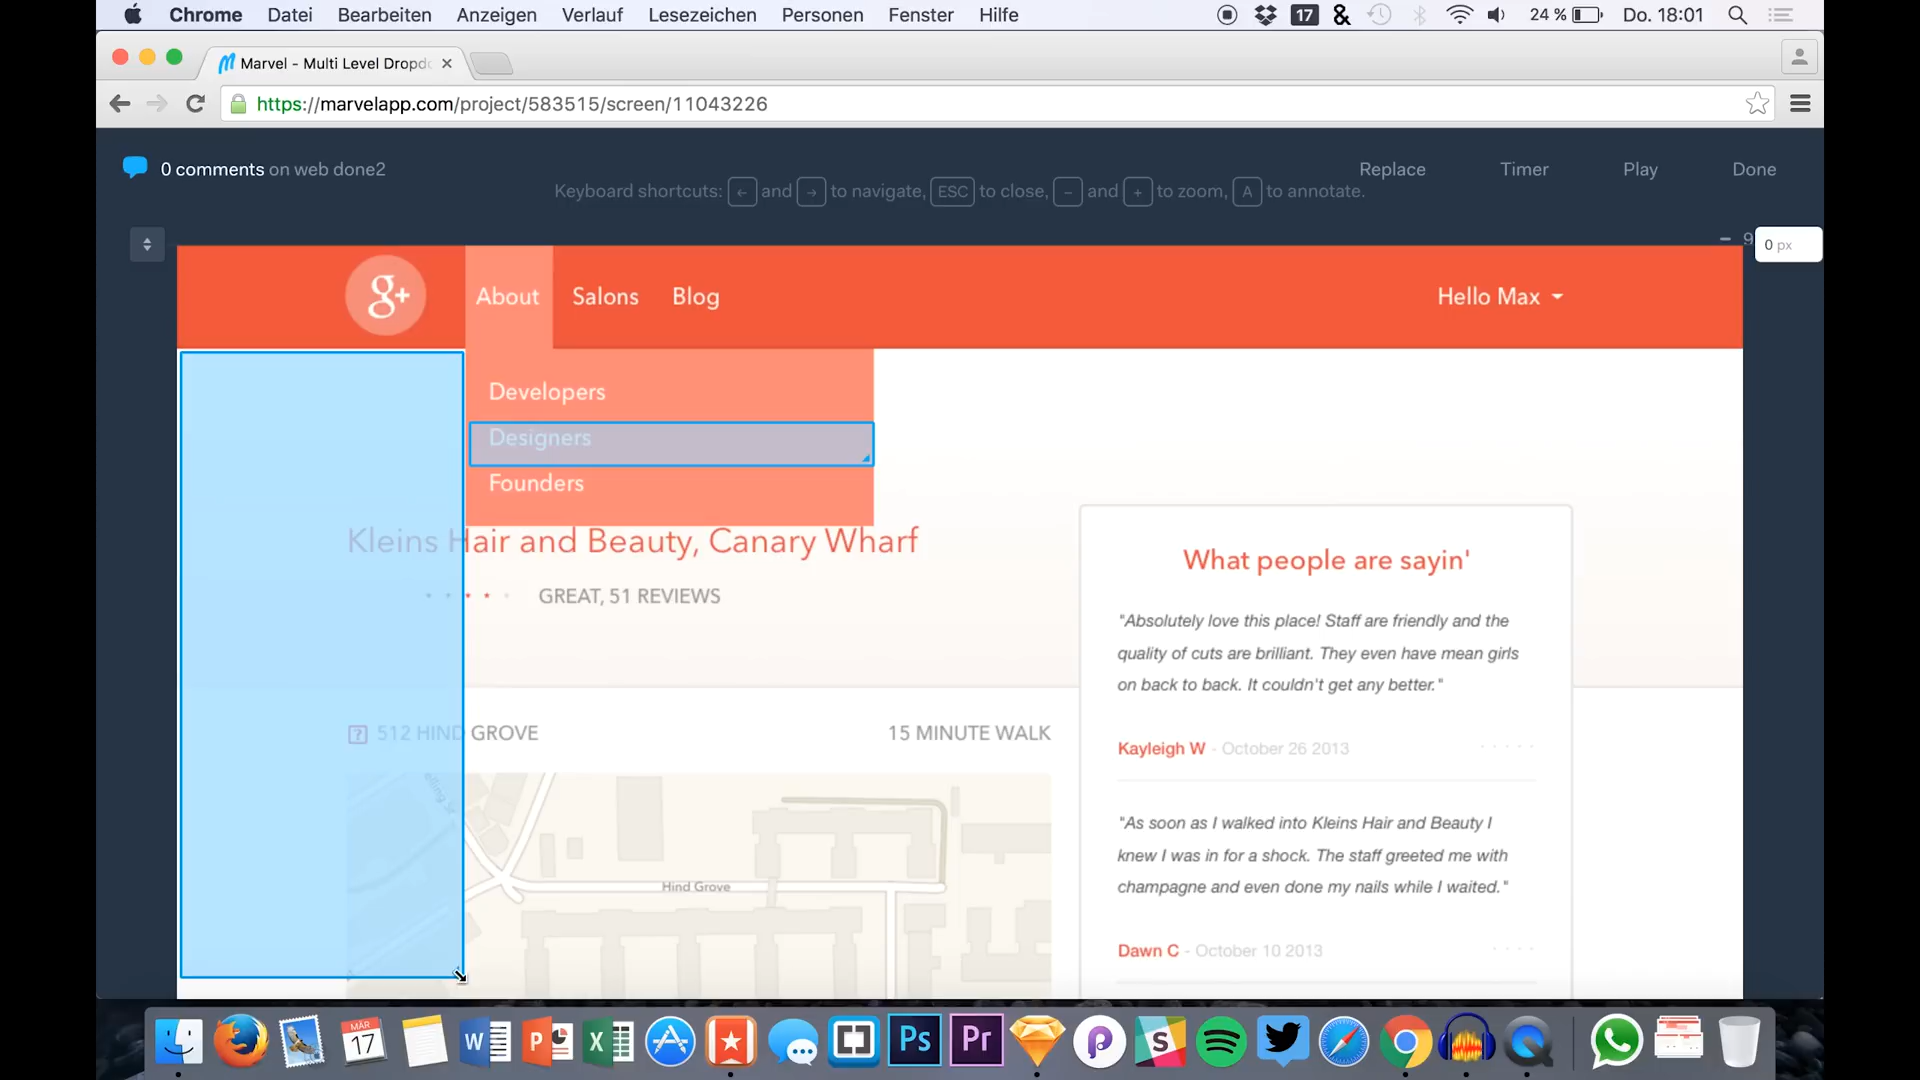 Chrome Datei Bearbeiten Anzeigen Verlauf Lesezeichen Personen Fenster Hilfe 17 24 % Do. 18:01
Marvel - Multi Level Dropd
https://marvelapp.com/project/583515/screen/11043226
0 comments on web done2
Replace Timer Play Done
Keyboard shortcuts: ← and → to navigate, ESC to close, − and + to zoom, A to annotate.
− 9
0 px
g+ About Salons Blog Hello Max
Developers
Designers
Founders
Kleins Hair and Beauty, Canary Wharf
GREAT, 51 REVIEWS
? 512 HIND GROVE 15 MINUTE WALK
Hind Grove
What people are sayin'
"Absolutely love this place! Staff are friendly and the
quality of cuts are brilliant. They even have mean girls
on back to back. It couldn't get any better."
Kayleigh W - October 26 2013
"As soon as I walked into Kleins Hair and Beauty I
knew I was in for a shock. The staff greeted me with
champagne and even done my nails while I waited."
Dawn C - October 10 2013
MÄR
17
W P X Ps Pr S